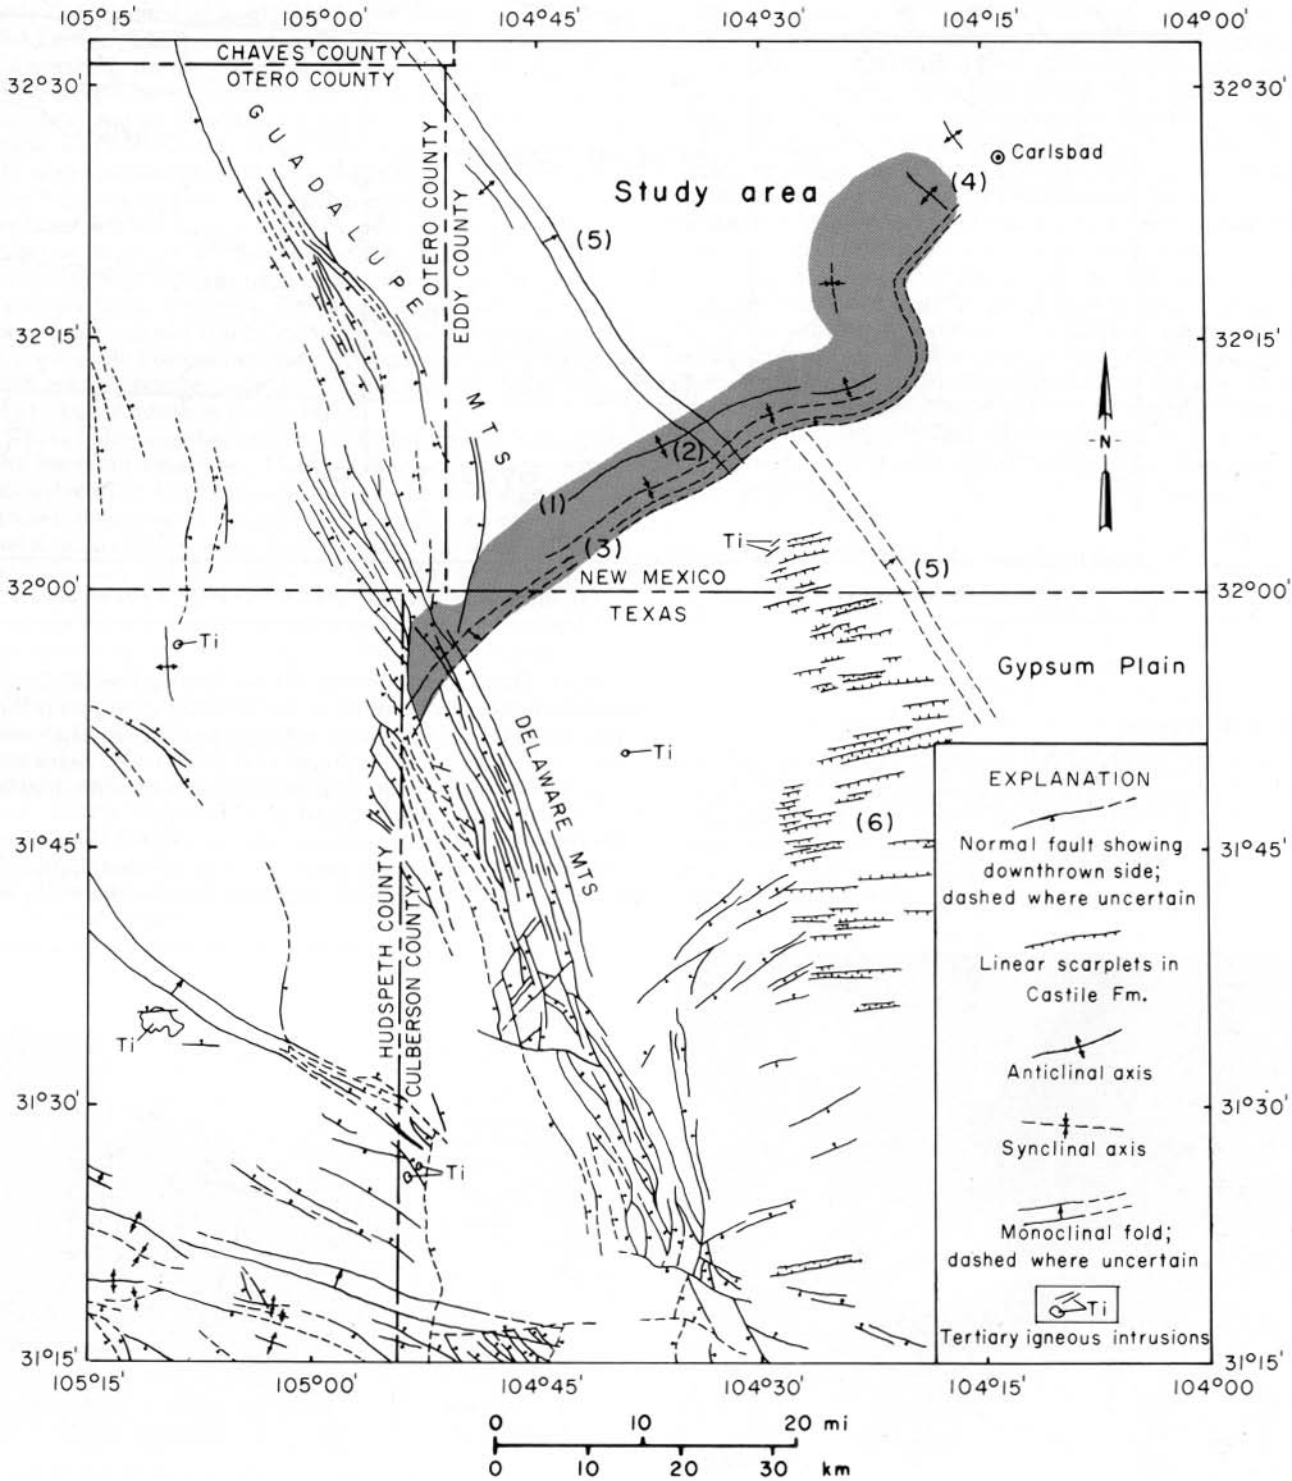 105°15' 105°00' 104°45' 104°30' 104°15' 104°00'
CHAVES COUNTY
OTERO COUNTY
32°30' 32°30'
GUADALUPE
MTS
OTERO COUNTY
EDDY COUNTY
Carlsbad
Study area
(4)
(5)
32°15' 32°15'
N
(2)
(1)
(3)
Ti
(5)
NEW MEXICO
32°00' 32°00'
TEXAS
Ti
Gypsum Plain
DELAWARE MTS
Ti
(6)
31°45' 31°45'
HUDSPETH COUNTY
CULBERSON COUNTY
Ti
31°30' 31°30'
Ti
31°15' 31°15'
EXPLANATION
Normal fault showing
downthrown side;
dashed where uncertain
Linear scarplets in
Castile Fm.
Anticlinal axis
Synclinal axis
Monoclinal fold;
dashed where uncertain
Ti
Tertiary igneous intrusions
105°15' 105°00' 104°45' 104°30' 104°15' 104°00'
0 10 20 mi
0 10 20 30 km